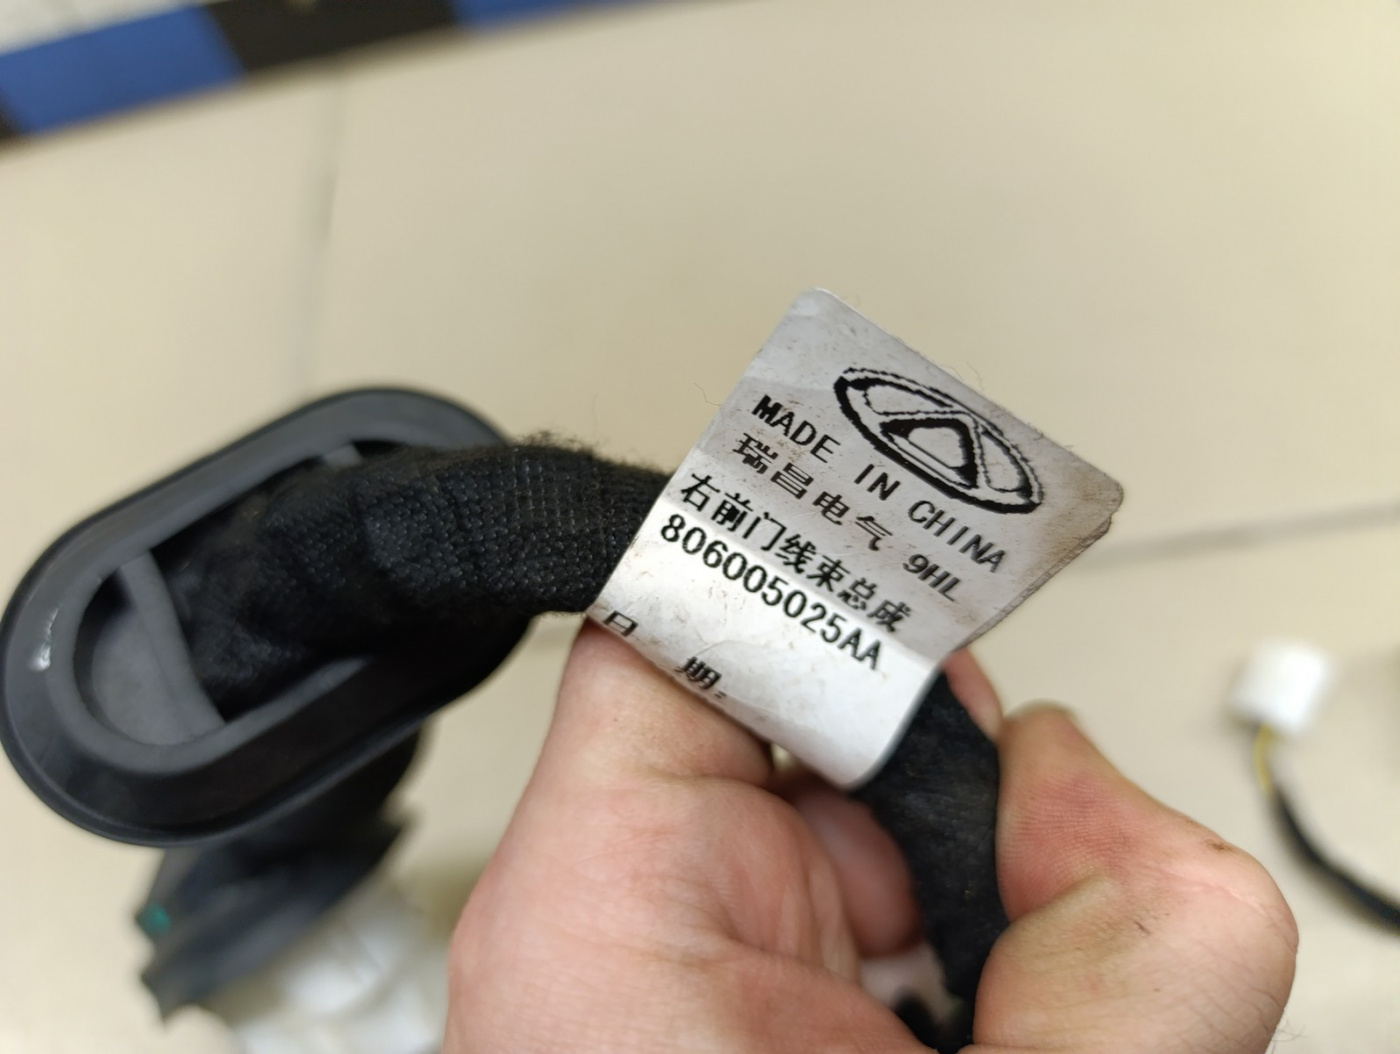 MADE IN CHINA
瑞昌电气 9HL
右前门线束总成
806005025AA
日 期: